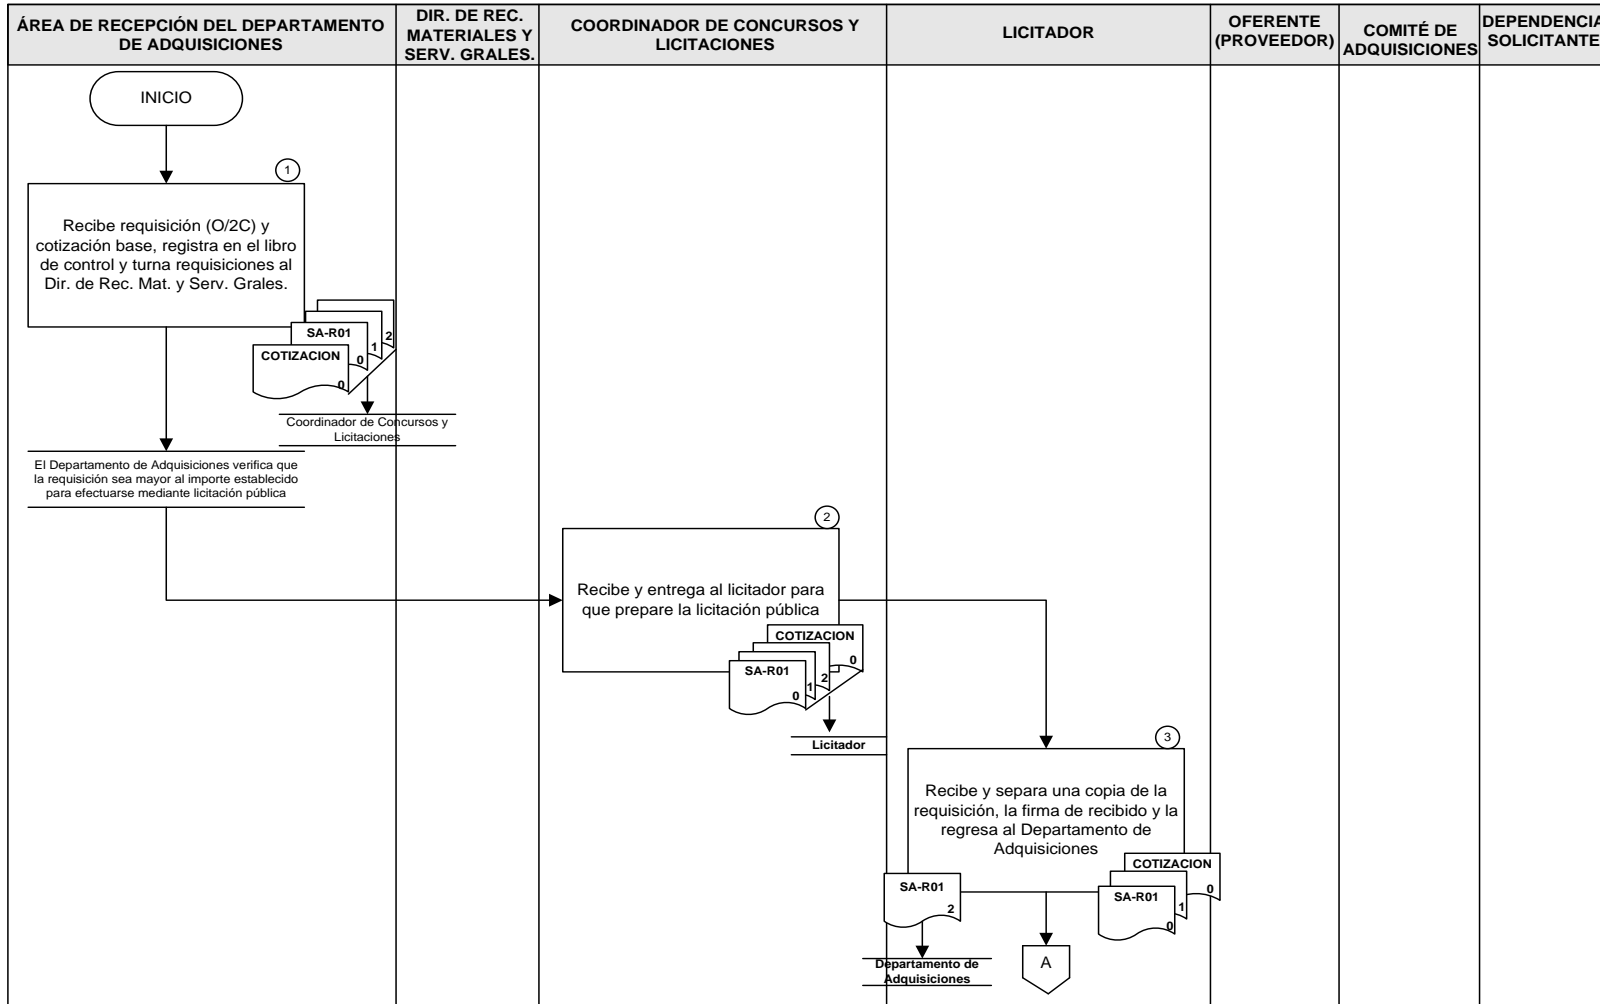 ÁREA DE RECEPCIÓN DEL DEPARTAMENTO
DE ADQUISICIONES
DIR. DE REC.
MATERIALES Y
SERV. GRALES.
COORDINADOR DE CONCURSOS Y
LICITACIONES
LICITADOR
OFERENTE
(PROVEEDOR)
COMITÉ DE
ADQUISICIONES
DEPENDENCIA
SOLICITANTE
INICIO
1
Recibe requisición (O/2C) y
cotización base, registra en el libro
de control y turna requisiciones al
Dir. de Rec. Mat. y Serv. Grales.
2
1
SA-R01
0
COTIZACION
0
Coordinador de Concursos y
Licitaciones
El Departamento de Adquisiciones verifica que
la requisición sea mayor al importe establecido
para efectuarse mediante licitación pública
2
Recibe y entrega al licitador para
que prepare la licitación pública
COTIZACION
0
2
1
SA-R01
0
Licitador
3
Recibe y separa una copia de la
requisición, la firma de recibido y la
regresa al Departamento de
Adquisiciones
SA-R01
2
COTIZACION
0
1
SA-R01
0
Departamento de
Adquisiciones
A